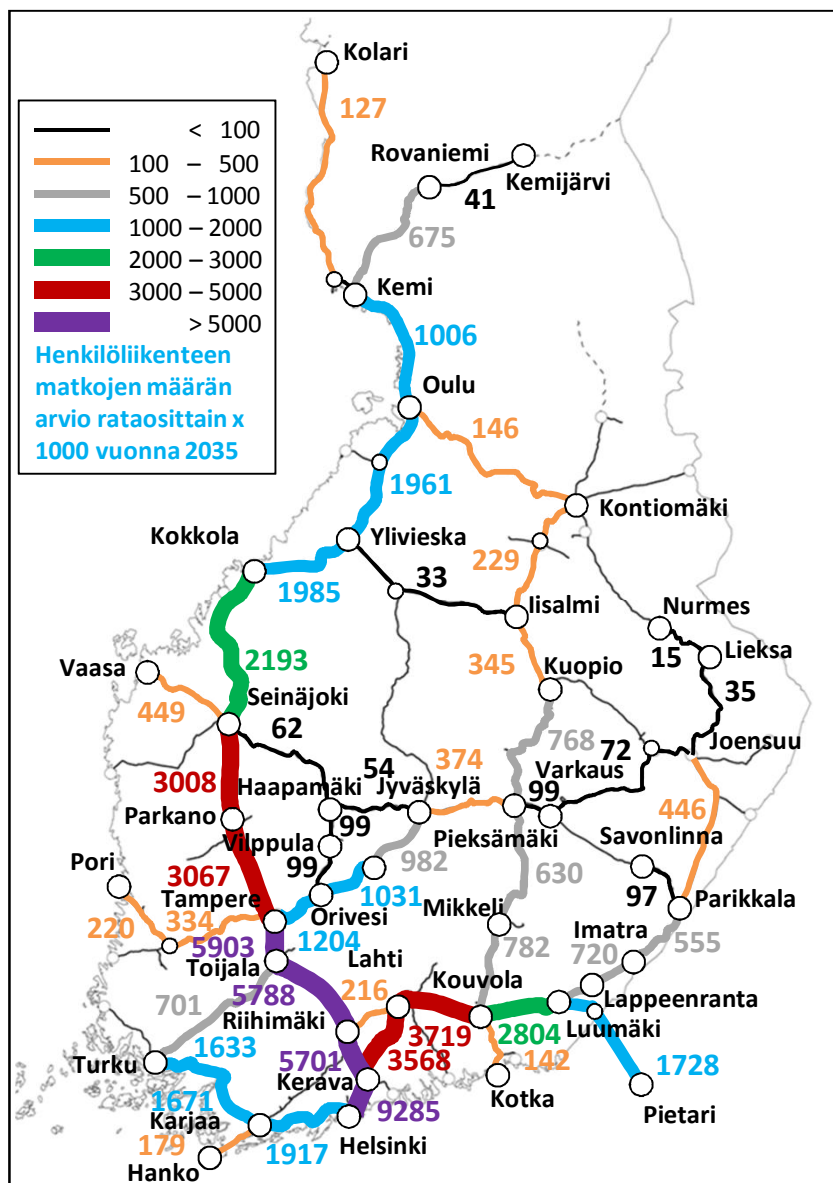 Kolari
127
< 100
100 – 500
500 – 1000
1000 – 2000
2000 – 3000
3000 – 5000
> 5000
Henkilöliikenteen
matkojen määrän
arvio rataosittain x
1000 vuonna 2035
Rovaniemi
Kemijärvi
41
675
Kemi
1006
Oulu
146
1961
Kontiomäki
Kokkola
Ylivieska
229
33
1985
Iisalmi
Nurmes
15
Lieksa
2193
345
Kuopio
35
Vaasa
Seinäjoki
449
62
768
72
Joensuu
374
Varkaus
54
3008
Haapamäki
Jyväskylä
99
446
Parkano
99
Pieksämäki
Vilppula
Savonlinna
982
99
Pori
3067
630
97
Tampere
1031
Parikkala
334
Orivesi
Mikkeli
220
Imatra
5903
1204
782
555
Toijala
Lahti
720
5788
216
Kouvola
Lappeenranta
701
Riihimäki
Luumäki
3719
2804
1633
5701
3568
142
1728
Turku
Kerava
Kotka
1671
9285
Pietari
Karjaa
Helsinki
179
1917
Hanko